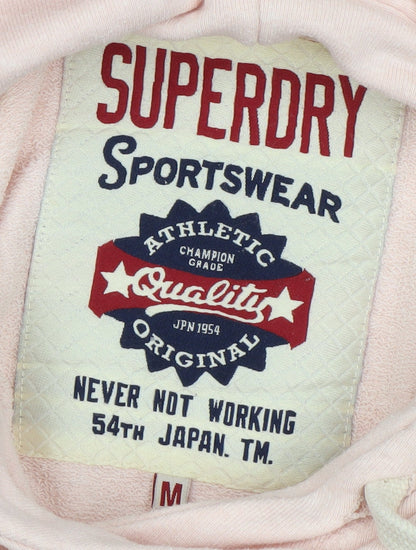 SUPERDRY
SPORTSWEAR
ATHLETIC
CHAMPION
GRADE
Quality
JPN 1954
ORIGINAL
NEVER NOT WORKING
54TH JAPAN. TM.
M